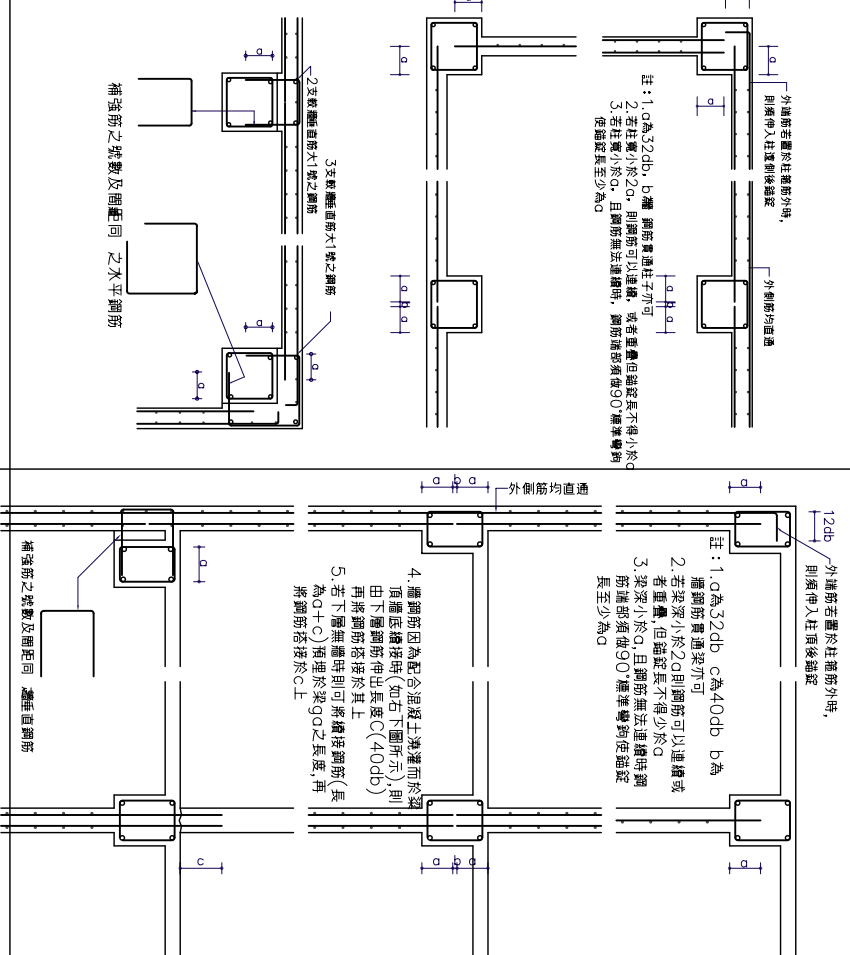 外端筋若置於柱箍筋外時,
則須伸入柱邊側後錨錠
外側筋均直通
註:1.a為32db, b為牆 鋼筋貫通柱子亦可
2.若柱寬小於2a, 則鋼筋可以連續, 或者重疊但錨錠長不得小於a
3.若柱寬小於a, 且鋼筋無法連續時, 鋼筋端部須做90°標準彎鉤
使錨錠長至少為a
2支較牆垂直筋大1號之鋼筋
3支較牆垂直筋大1號之鋼筋
補強筋之號數及間距同 之水平鋼筋
a
a
a
a
a
b
a
a
b
a
a
a
a
a
12db
外端筋若置於柱箍筋外時,
則須伸入柱頂後錨錠
外側筋均直通
註:1.a為32db c為40db b為
牆鋼筋貫通梁亦可
2.若梁深小於2a則鋼筋可以連續或
者重疊,但錨錠長不得少於a
3.梁深小於a,且鋼筋無法連續時鋼
筋端部須做90°標準彎鉤使錨錠
長至少為a
4.牆鋼筋因為配合混凝土澆灌而於梁
頂牆底續接時(如右下圖所示),則
由下層鋼筋伸出長度C(40db)
再將鋼筋搭接於其上
5.若下層無牆時則可將續接鋼筋(長
為a+c)預埋於梁ga之長度,再
將鋼筋搭接於c上
補強筋之號數及間距同 牆垂直鋼筋
a
a
b
a
a
c
a
b
a
a